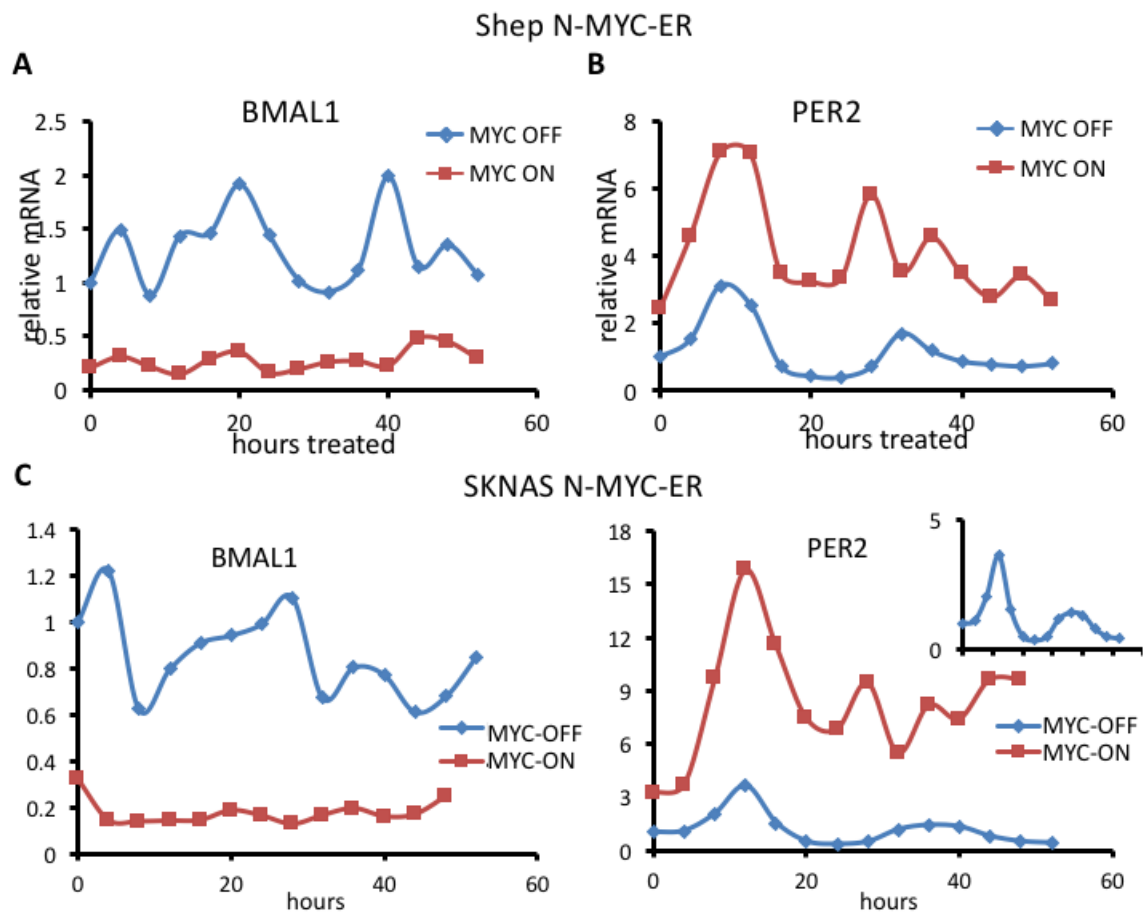 Shep N-MYC-ER
A
B
BMAL1
PER2
2.5
2
1.5
1
0.5
0
relative mRNA
MYC OFF
MYC ON
0
20
40
60
hours treated
8
6
4
2
0
relative mRNA
MYC OFF
MYC ON
0
20
40
60
hours treated
C
SKNAS N-MYC-ER
BMAL1
1.4
1.2
1
0.8
0.6
0.4
0.2
0
MYC-OFF
MYC-ON
0
20
40
60
hours
PER2
18
15
12
9
6
3
0
5
0
MYC-OFF
MYC-ON
0
20
40
60
hours